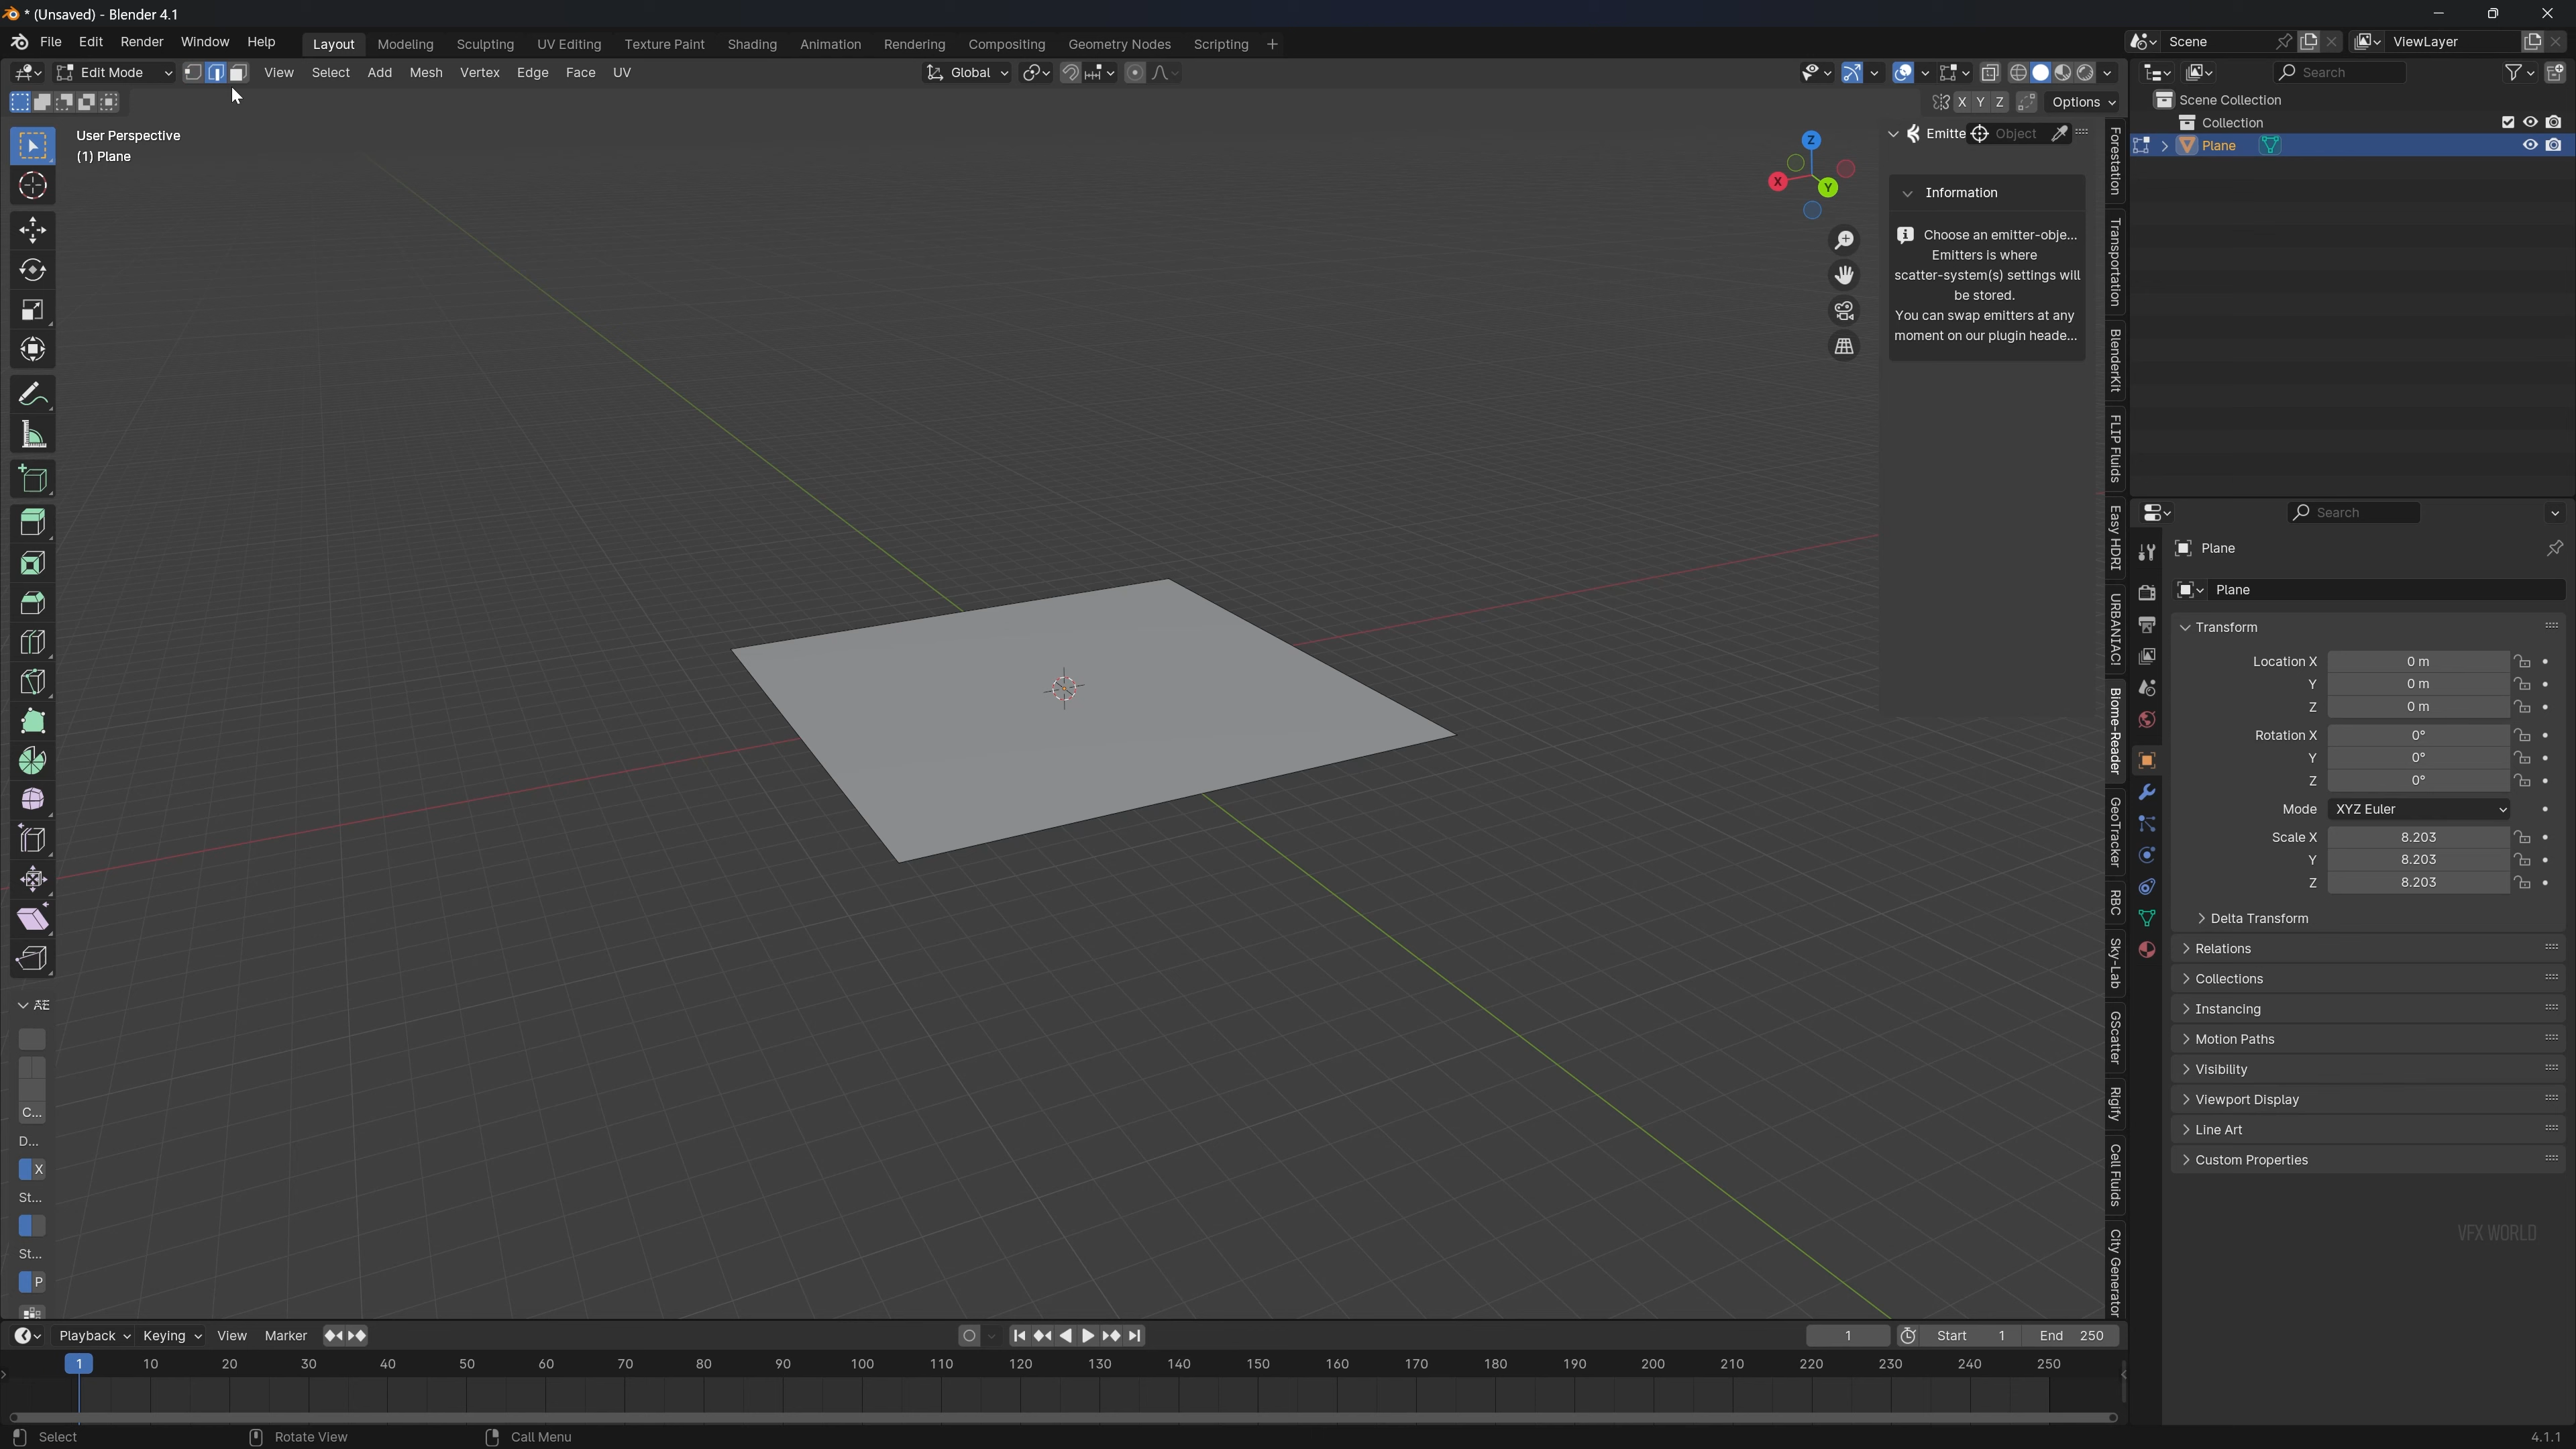 * (Unsaved) - Blender 4.1
File Edit Render Window Help Layout Modeling Sculpting UV Editing Texture Paint Shading Animation Rendering Compositing Geometry Nodes Scripting + Scene ViewLayer
Edit Mode View Select Add Mesh Vertex Edge Face UV Global Search
X Y Z Options
User Perspective
(1) Plane
Z
X
Y
Emitte Object
Information
Choose an emitter-obje...
Emitters is where
scatter-system(s) settings will
be stored.
You can swap emitters at any
moment on our plugin heade...
Forestation
Transportation
BlenderKit
FLIP Fluids
Easy HDRI
URBANIACI
Biome-Reader
GeoTracker
RBC
Sky-Lab
GScatter
Rigify
Cell Fluids
City Generator
Scene Collection
Collection
Plane
Search
Plane
Plane
Transform
Location X 0 m
Y 0 m
Z 0 m
Rotation X 0°
Y 0°
Z 0°
Mode XYZ Euler
Scale X 8.203
Y 8.203
Z 8.203
Delta Transform
Relations
Collections
Instancing
Motion Paths
Visibility
Viewport Display
Line Art
Custom Properties
VFX WORLD
AE
C...
D...
X
St...
St...
P
Playback Keying View Marker 1 Start 1 End 250
1 10 20 30 40 50 60 70 80 90 100 110 120 130 140 150 160 170 180 190 200 210 220 230 240 250
Select Rotate View Call Menu 4.1.1